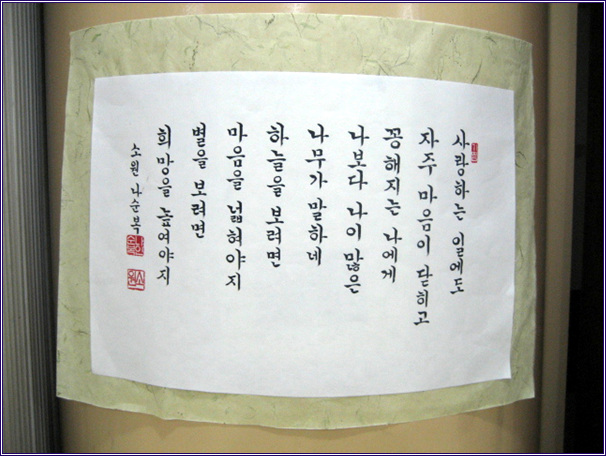 사랑하는 일에도
자주 마음이 닫히고
꽁해지는 나에게
나보다 나이 많은
나무가 말하네
하늘을 보려면
마음을 넓혀야지
별을 보려면
희망을 높여야지
소원 나순복